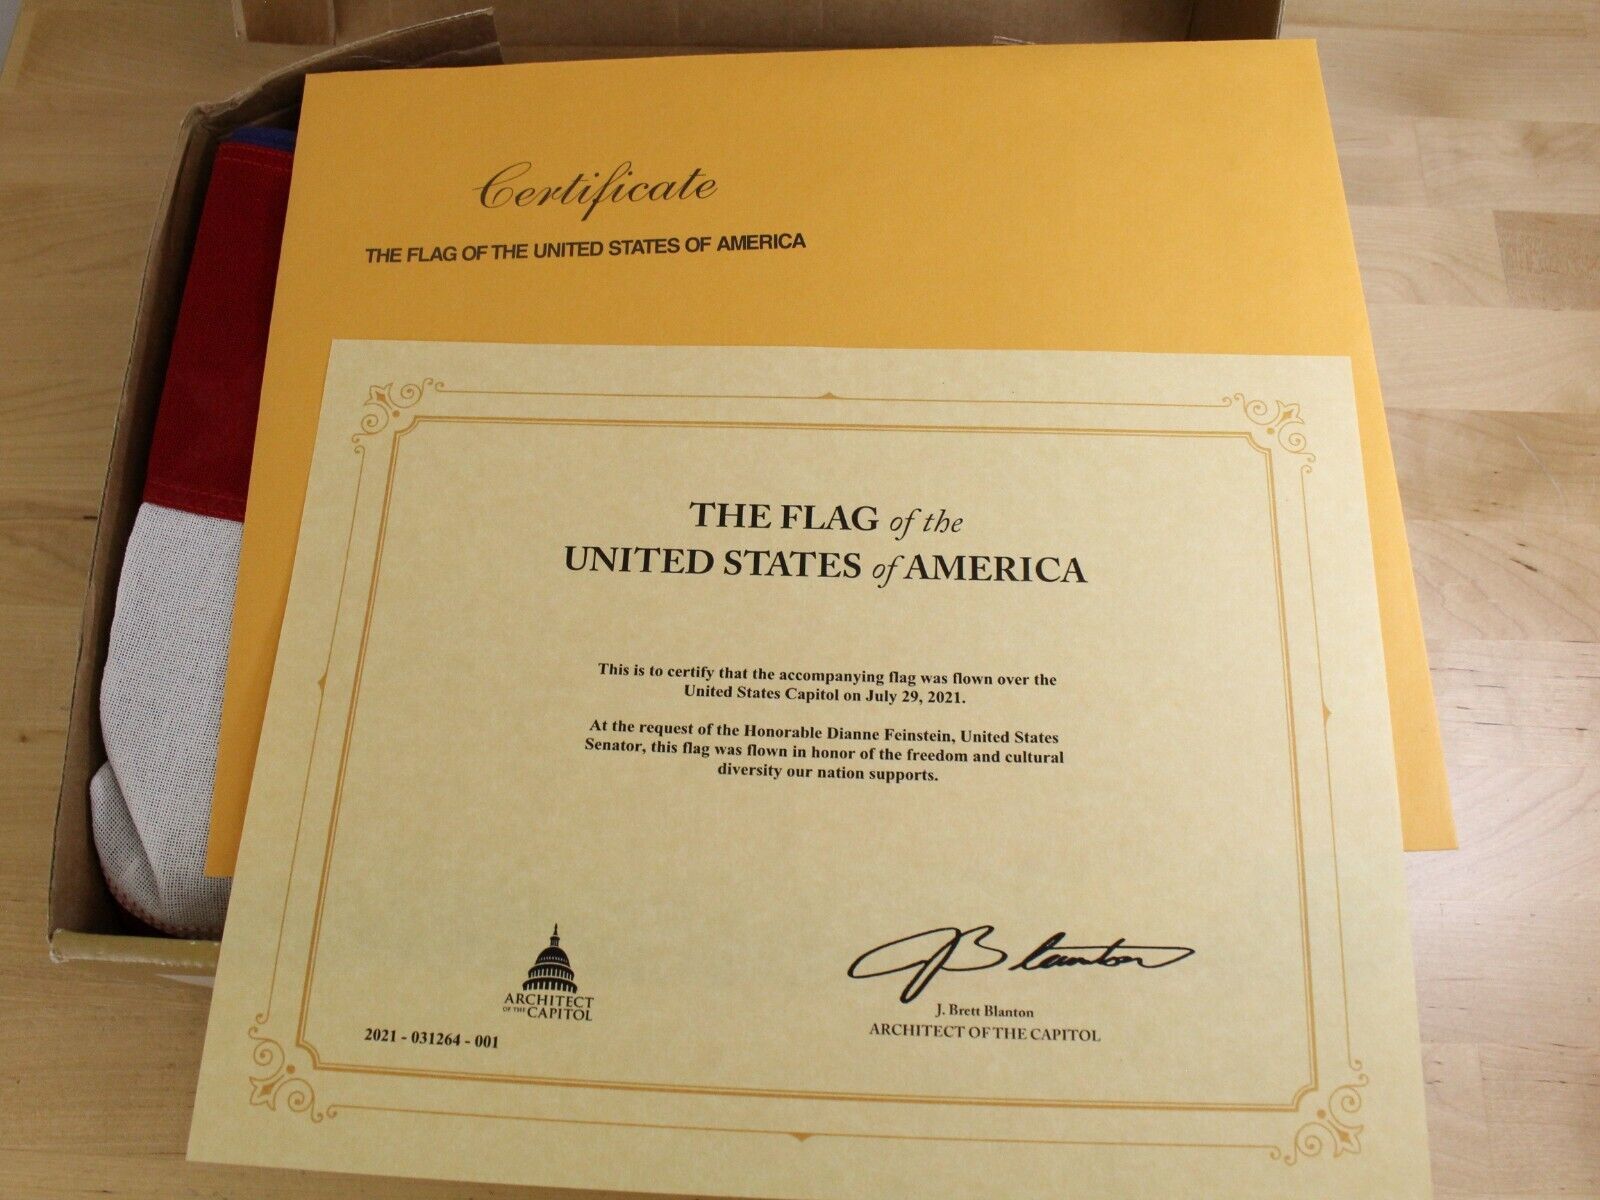 Certificate
THE FLAG OF THE UNITED STATES OF AMERICA
THE FLAG of the
UNITED STATES of AMERICA
This is to certify that the accompanying flag was flown over the
United States Capitol on July 29, 2021.
At the request of the Honorable Dianne Feinstein, United States
Senator, this flag was flown in honor of the freedom and cultural
diversity our nation supports.
ARCHITECT
OF THE CAPITOL
2021 - 031264 - 001
J Blanton
J. Brett Blanton
ARCHITECT OF THE CAPITOL